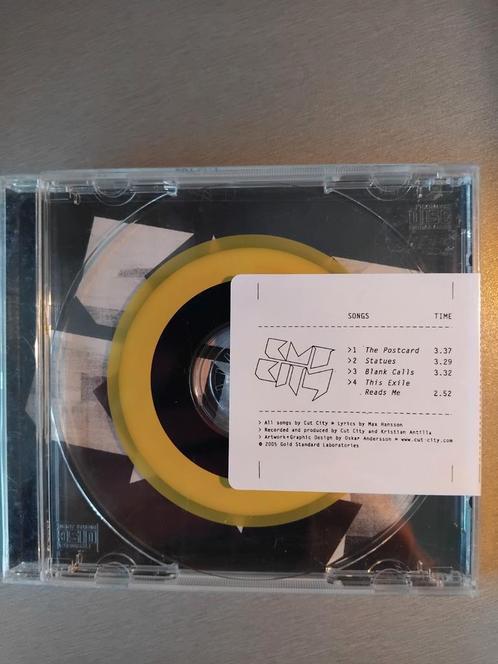 SONGS TIME
CUT
CITY
>1 The Postcard 3.37
>2 Statues 3.29
>3 Blank Calls 3.32
>4 This Exile
Reads Me 2.52
> All songs by Cut City * Lyrics by Max Hansson
> Recorded and produced by Cut City and Kristian Anttila
> Artwork+Graphic Design by Oskar Andersson * www.cut-city.com
> © 2005 Gold Standard Laboratories